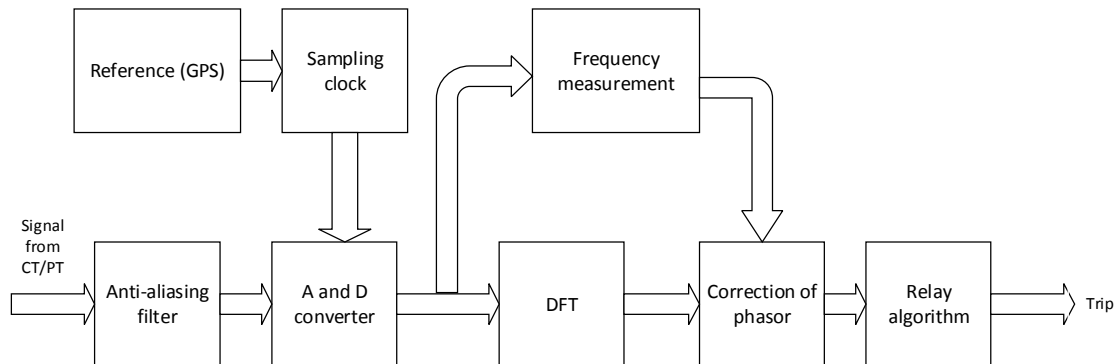 Reference (GPS)
Sampling
clock
Frequency
measurement
Signal
from
CT/PT
Anti-aliasing
filter
A and D
converter
DFT
Correction of
phasor
Relay
algorithm
Trip